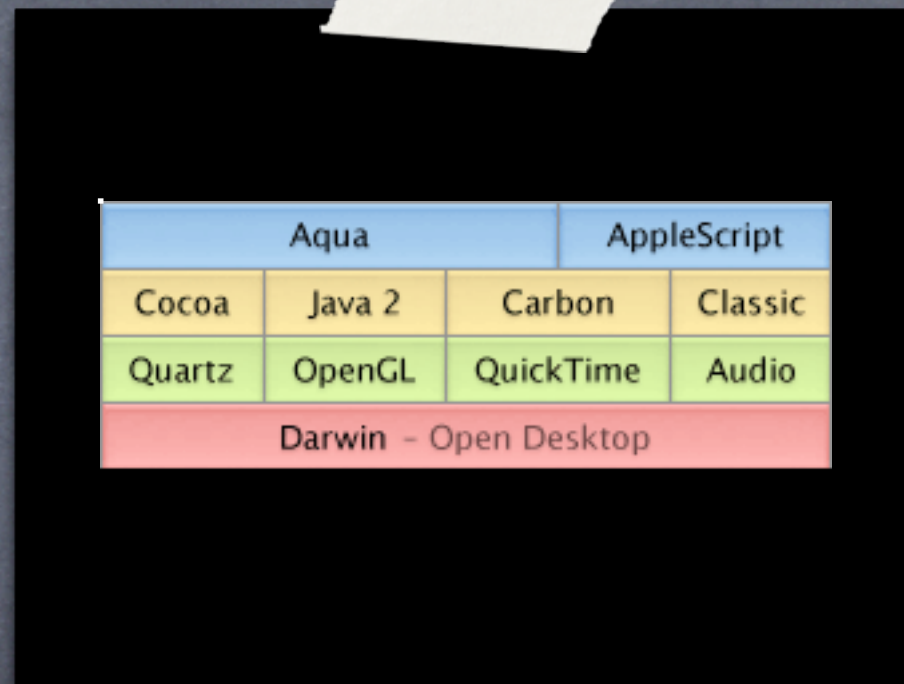 Aqua AppleScript
Cocoa Java 2 Carbon Classic
Quartz OpenGL QuickTime Audio
Darwin - Open Desktop